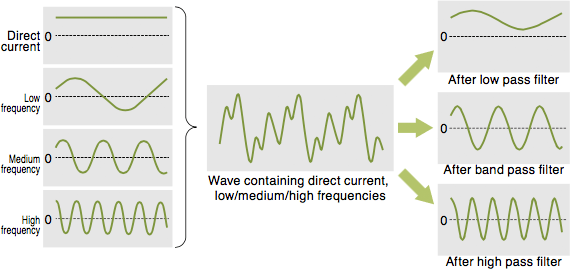 Direct
current
0
Low
frequency
0
Medium
frequency
0
High
frequency
0
Wave containing direct current,
low/medium/high frequencies
0
After low pass filter
0
After band pass filter
0
After high pass filter